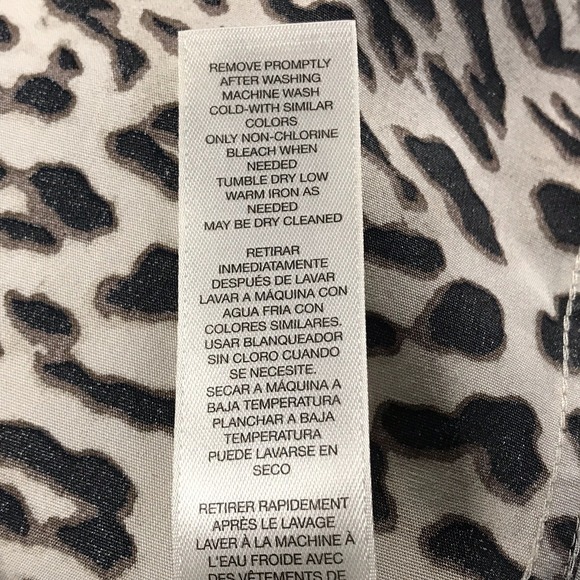 REMOVE PROMPTLY
AFTER WASHING
MACHINE WASH
COLD-WITH SIMILAR
COLORS
ONLY NON-CHLORINE
BLEACH WHEN
NEEDED
TUMBLE DRY LOW
WARM IRON AS
NEEDED
MAY BE DRY CLEANED
RETIRAR
INMEDIATAMENTE
DESPUÉS DE LAVAR
LAVAR A MÁQUINA CON
AGUA FRIA CON
COLORES SIMILARES.
USAR BLANQUEADOR
SIN CLORO CUANDO
SE NECESITE.
SECAR A MÁQUINA A
BAJA TEMPERATURA
PLANCHAR A BAJA
TEMPERATURA
PUEDE LAVARSE EN
SECO
RETIRER RAPIDEMENT
APRÈS LE LAVAGE
LAVER À LA MACHINE À
L'EAU FROIDE AVEC
DES VÊTEMENTS DE